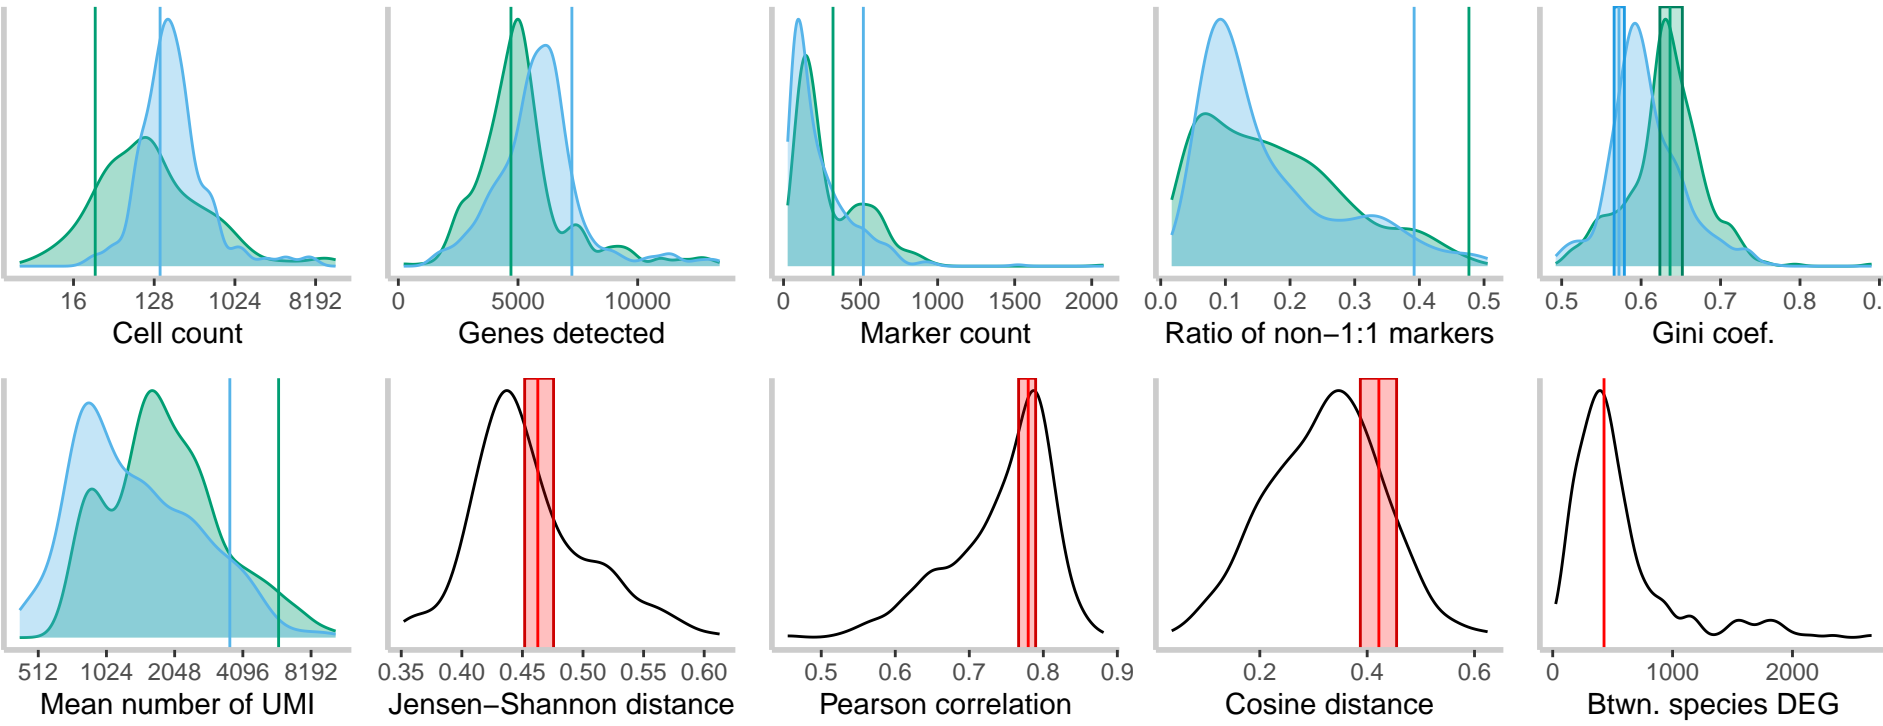 16 128 1024 8192
Cell count
0 5000 10000
Genes detected
0 500 1000 1500 2000
Marker count
0.0 0.1 0.2 0.3 0.4 0.5
Ratio of non−1:1 markers
0.5 0.6 0.7 0.8 0.
Gini coef.
512 1024 2048 4096 8192
Mean number of UMI
0.35 0.40 0.45 0.50 0.55 0.60
Jensen−Shannon distance
0.5 0.6 0.7 0.8 0.9
Pearson correlation
0.2 0.4 0.6
Cosine distance
0 1000 2000
Btwn. species DEG